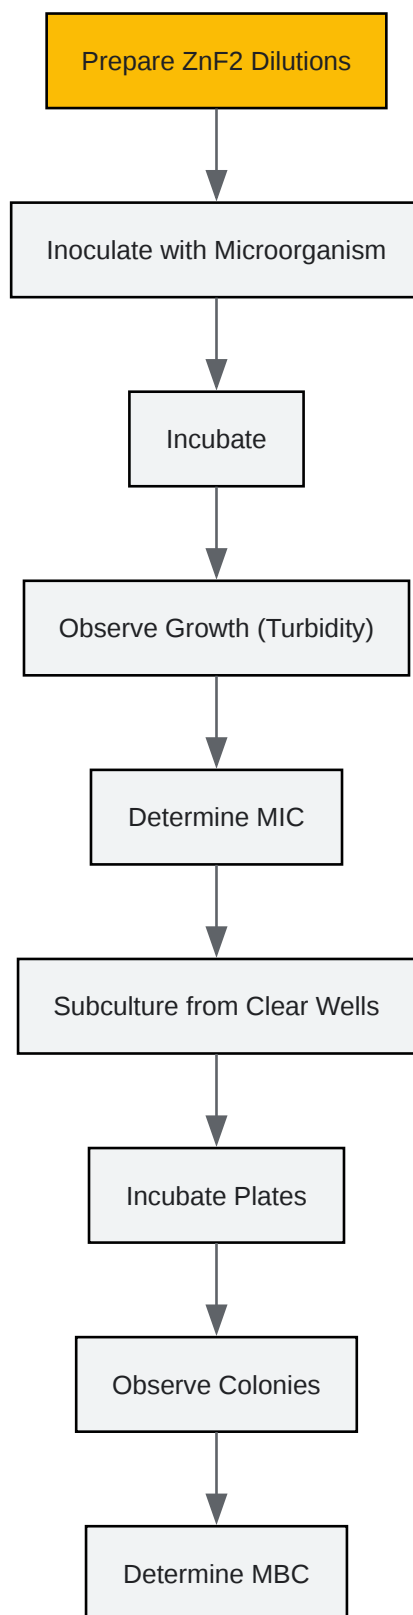 Prepare ZnF2 Dilutions
Inoculate with Microorganism
Incubate
Observe Growth (Turbidity)
Determine MIC
Subculture from Clear Wells
Incubate Plates
Observe Colonies
Determine MBC